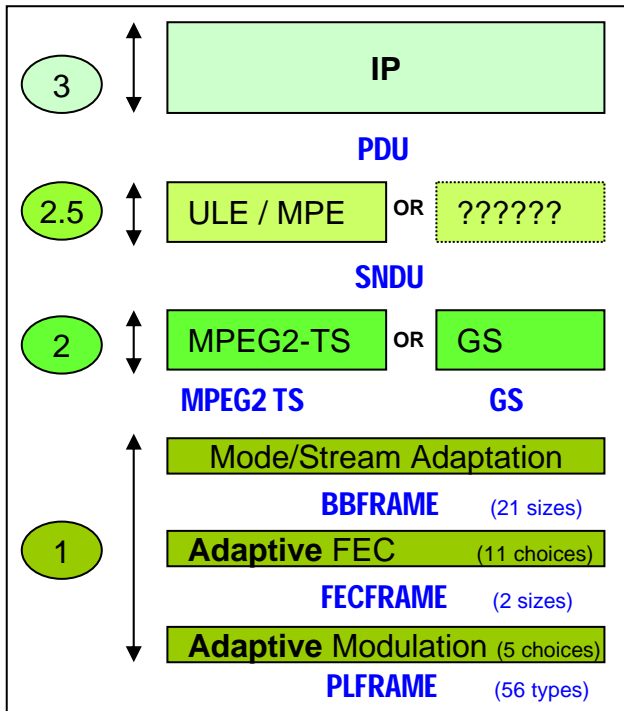 3 IP
PDU
2.5 ULE / MPE OR ??????
SNDU
2 MPEG2-TS OR GS
MPEG2 TS GS
Mode/Stream Adaptation
BBFRAME (21 sizes)
1 Adaptive FEC (11 choices)
FECFRAME (2 sizes)
Adaptive Modulation (5 choices)
PLFRAME (56 types)